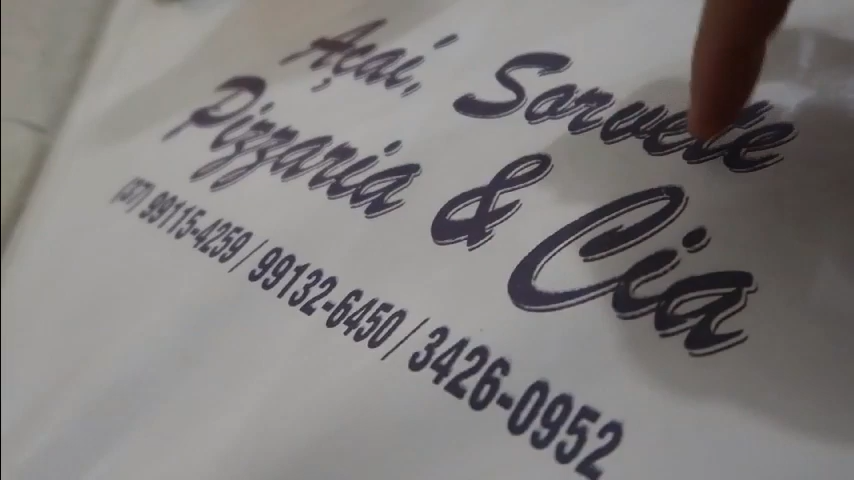 Açaí, Sorvete
Pizzaria & Cia
(37) 99115-4259 / 99132-6450 / 3426-0952